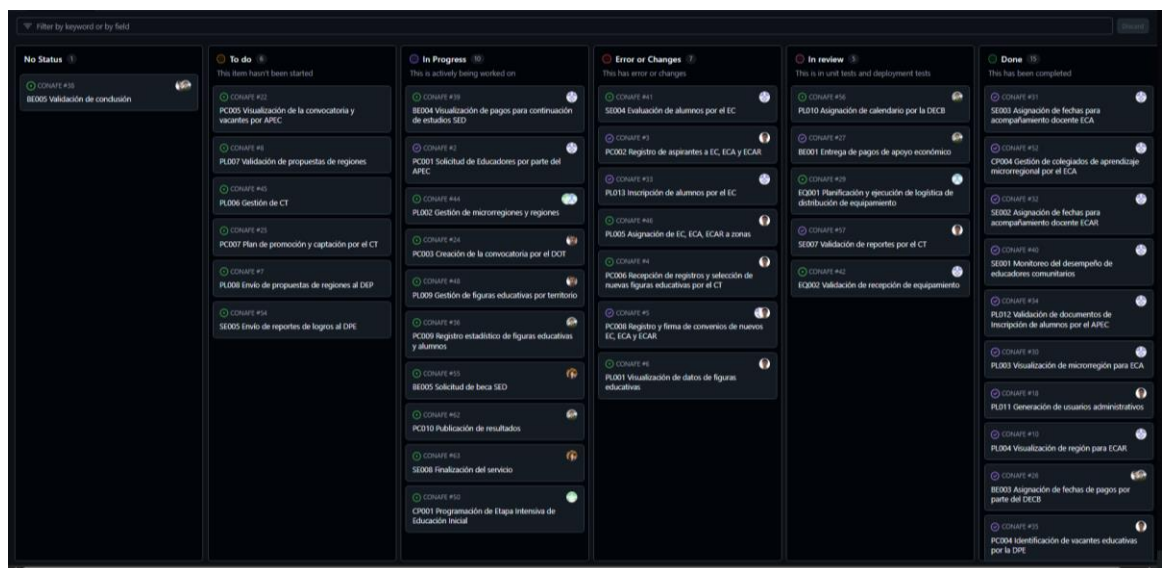 Filter by keyword or by field
Discard
No Status 1
CONAFE #38
BE005 Validación de conclusión
To do 6
This item hasn't been started
CONAFE #22
PC005 Visualización de la convocatoria y
vacantes por APEC
CONAFE #8
PL007 Validación de propuestas de regiones
CONAFE #45
PL006 Gestión de CT
CONAFE #25
PC007 Plan de promoción y captación por el CT
CONAFE #7
PL008 Envío de propuestas de regiones al DEP
CONAFE #54
SE005 Envío de reportes de logros al DPE
In Progress 10
This is actively being worked on
CONAFE #39
BE004 Visualización de pagos para continuación
de estudios SED
CONAFE #2
PC001 Solicitud de Educadores por parte del
APEC
CONAFE #44
PL002 Gestión de microrregiones y regiones
CONAFE #24
PC003 Creación de la convocatoria por el DOT
CONAFE #48
PL009 Gestión de figuras educativas por territorio
CONAFE #36
PC009 Registro estadístico de figuras educativas
y alumnos
CONAFE #55
BE005 Solicitud de beca SED
CONAFE #62
PC010 Publicación de resultados
CONAFE #63
SE008 Finalización del servicio
CONAFE #50
CP001 Programación de Etapa Intensiva de
Educación Inicial
Error or Changes 7
This has error or changes
CONAFE #41
SE004 Evaluación de alumnos por el EC
CONAFE #3
PC002 Registro de aspirantes a EC, ECA y ECAR
CONAFE #33
PL013 Inscripción de alumnos por el EC
CONAFE #46
PL005 Asignación de EC, ECA, ECAR a zonas
CONAFE #4
PC006 Recepción de registros y selección de
nuevas figuras educativas por el CT
CONAFE #5
PC008 Registro y firma de convenios de nuevos
EC, ECA y ECAR
CONAFE #6
PL001 Visualización de datos de figuras
educativas
In review 5
This is in unit tests and deployment tests
CONAFE #56
PL010 Asignación de calendario por la DECB
CONAFE #27
BE001 Entrega de pagos de apoyo económico
CONAFE #29
EQ001 Planificación y ejecución de logística de
distribución de equipamiento
CONAFE #57
SE007 Validación de reportes por el CT
CONAFE #42
EQ002 Validación de recepción de equipamiento
Done 15
This has been completed
CONAFE #31
SE003 Asignación de fechas para
acompañamiento docente ECA
CONAFE #52
CP004 Gestión de colegiados de aprendizaje
microrregional por el ECA
CONAFE #32
SE002 Asignación de fechas para
acompañamiento docente ECAR
CONAFE #40
SE001 Monitoreo del desempeño de
educadores comunitarios
CONAFE #34
PL012 Validación de documentos de
Inscripción de alumnos por el APEC
CONAFE #30
PL003 Visualización de microrregión para ECA
CONAFE #18
PL011 Generación de usuarios administrativos
CONAFE #10
PL004 Visualización de región para ECAR
CONAFE #28
BE003 Asignación de fechas de pagos por
parte del DECB
CONAFE #35
PC004 Identificación de vacantes educativas
por la DPE